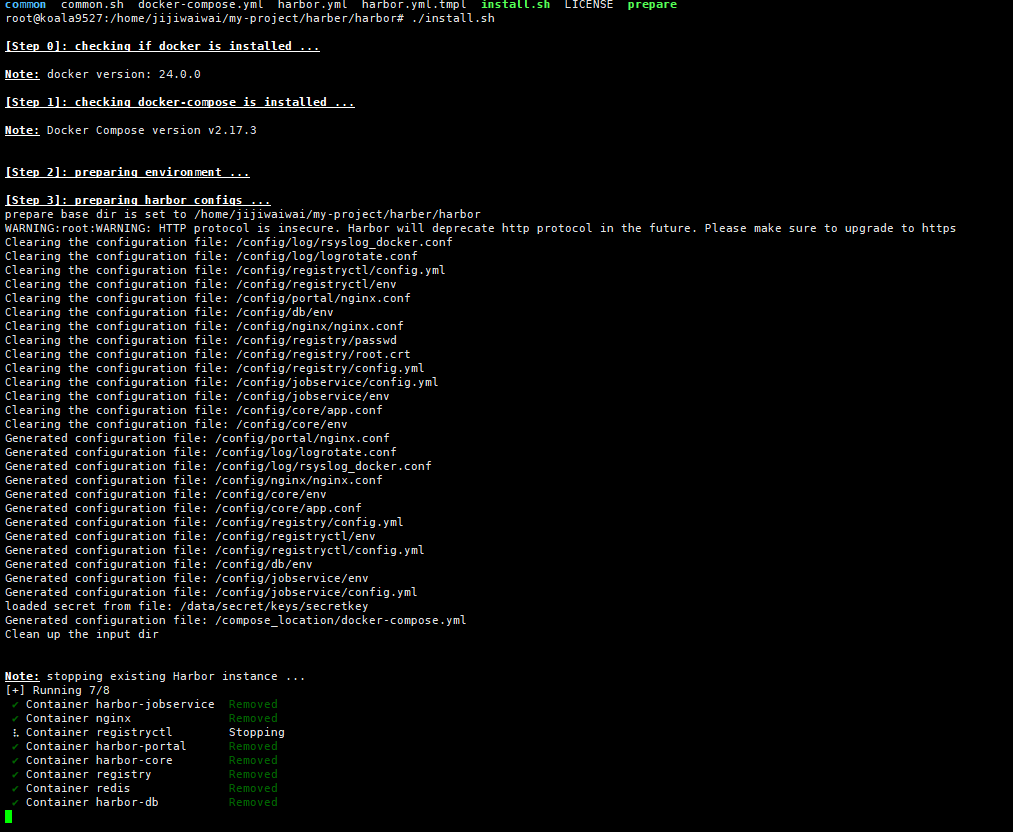 common  common.sh  docker-compose.yml  harbor.yml  harbor.yml.tmpl  install.sh  LICENSE  prepare
root@koala9527:/home/jijiwaiwai/my-project/harber/harbor# ./install.sh
[Step 0]: checking if docker is installed ...
Note: docker version: 24.0.0
[Step 1]: checking docker-compose is installed ...
Note: Docker Compose version v2.17.3
[Step 2]: preparing environment ...
[Step 3]: preparing harbor configs ...
prepare base dir is set to /home/jijiwaiwai/my-project/harber/harbor
WARNING:root:WARNING: HTTP protocol is insecure. Harbor will deprecate http protocol in the future. Please make sure to upgrade to https
Clearing the configuration file: /config/log/rsyslog_docker.conf
Clearing the configuration file: /config/log/logrotate.conf
Clearing the configuration file: /config/registryctl/config.yml
Clearing the configuration file: /config/registryctl/env
Clearing the configuration file: /config/portal/nginx.conf
Clearing the configuration file: /config/db/env
Clearing the configuration file: /config/nginx/nginx.conf
Clearing the configuration file: /config/registry/passwd
Clearing the configuration file: /config/registry/root.crt
Clearing the configuration file: /config/registry/config.yml
Clearing the configuration file: /config/jobservice/config.yml
Clearing the configuration file: /config/jobservice/env
Clearing the configuration file: /config/core/app.conf
Clearing the configuration file: /config/core/env
Generated configuration file: /config/portal/nginx.conf
Generated configuration file: /config/log/logrotate.conf
Generated configuration file: /config/log/rsyslog_docker.conf
Generated configuration file: /config/nginx/nginx.conf
Generated configuration file: /config/core/env
Generated configuration file: /config/core/app.conf
Generated configuration file: /config/registry/config.yml
Generated configuration file: /config/registryctl/env
Generated configuration file: /config/registryctl/config.yml
Generated configuration file: /config/db/env
Generated configuration file: /config/jobservice/env
Generated configuration file: /config/jobservice/config.yml
loaded secret from file: /data/secret/keys/secretkey
Generated configuration file: /compose_location/docker-compose.yml
Clean up the input dir
Note: stopping existing Harbor instance ...
[+] Running 7/8
✔ Container harbor-jobservice  Removed
✔ Container nginx  Removed
⠧ Container registryctl  Stopping
✔ Container harbor-portal  Removed
✔ Container harbor-core  Removed
✔ Container registry  Removed
✔ Container redis  Removed
✔ Container harbor-db  Removed